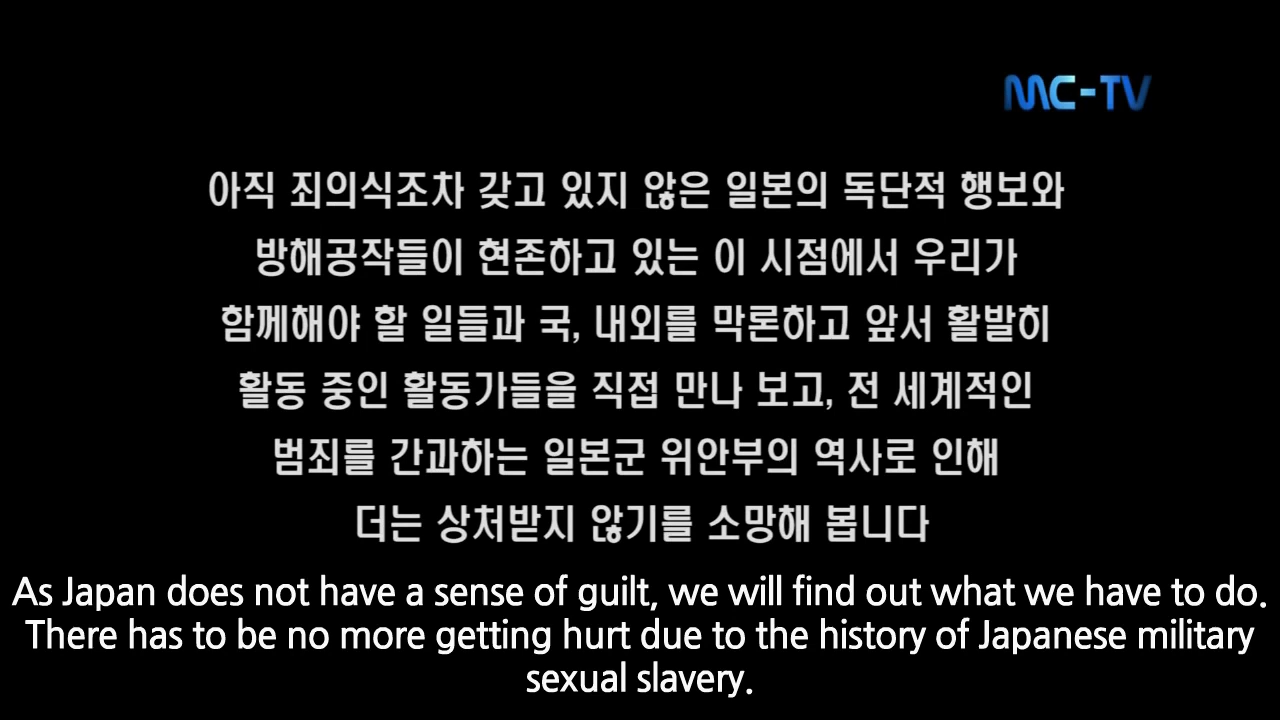 MC-TV
아직 죄의식조차 갖고 있지 않은 일본의 독단적 행보와
방해공작들이 현존하고 있는 이 시점에서 우리가
함께해야 할 일들과 국, 내외를 막론하고 앞서 활발히
활동 중인 활동가들을 직접 만나 보고, 전 세계적인
범죄를 간과하는 일본군 위안부의 역사로 인해
더는 상처받지 않기를 소망해 봅니다
As Japan does not have a sense of guilt, we will find out what we have to do.
There has to be no more getting hurt due to the history of Japanese military
sexual slavery.